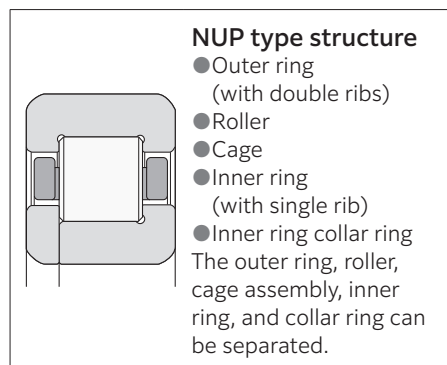 NUP type structure
●Outer ring
(with double ribs)
●Roller
●Cage
●Inner ring
(with single rib)
●Inner ring collar ring
The outer ring, roller,
cage assembly, inner
ring, and collar ring can
be separated.